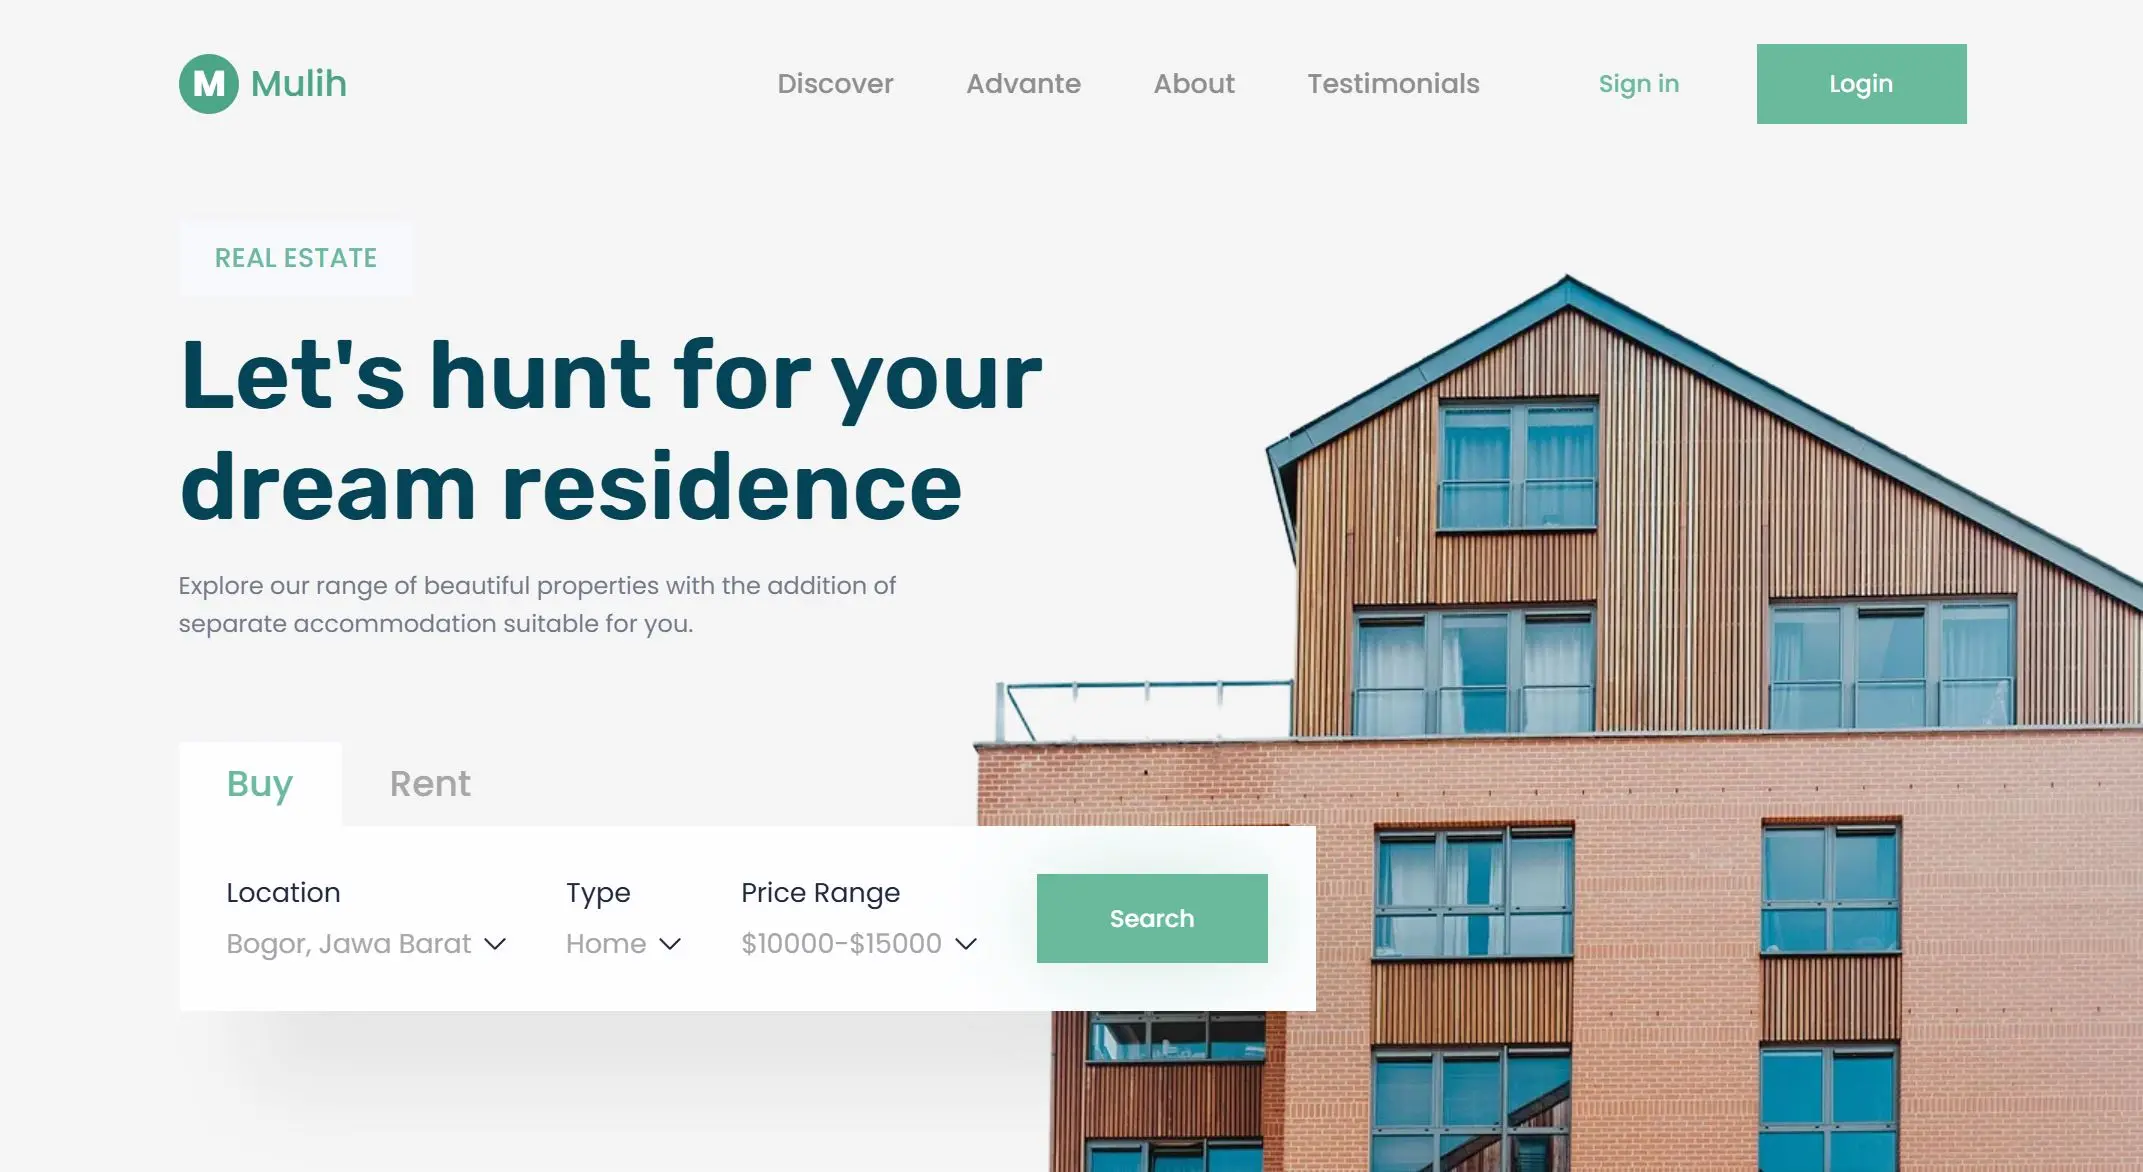 M Mulih
Discover
Advante
About
Testimonials
Sign in
Login
REAL ESTATE
Let's hunt for your
dream residence
Explore our range of beautiful properties with the addition of
separate accommodation suitable for you.
Buy
Rent
Location
Type
Price Range
Bogor, Jawa Barat
Home
$10000-$15000
Search